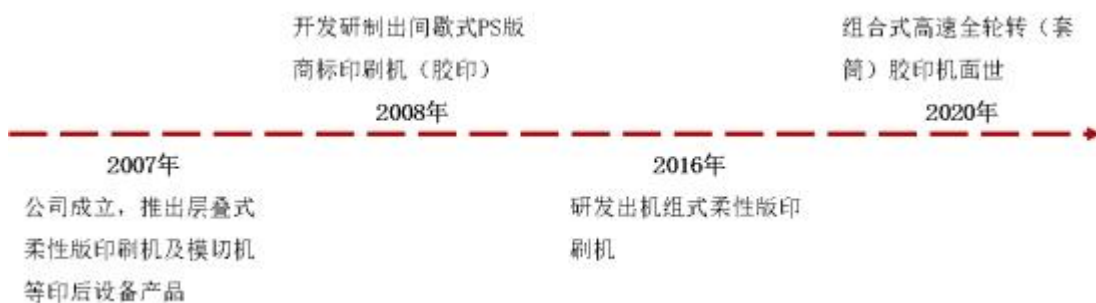 开发研制出间歇式PS版
商标印刷机（胶印）
2008年
组合式高速全轮转（套
筒）胶印机面世
2020年
2007年
公司成立，推出层叠式
柔性版印刷机及模切机
等印后设备产品
2016年
研发出机组式柔性版印
刷机